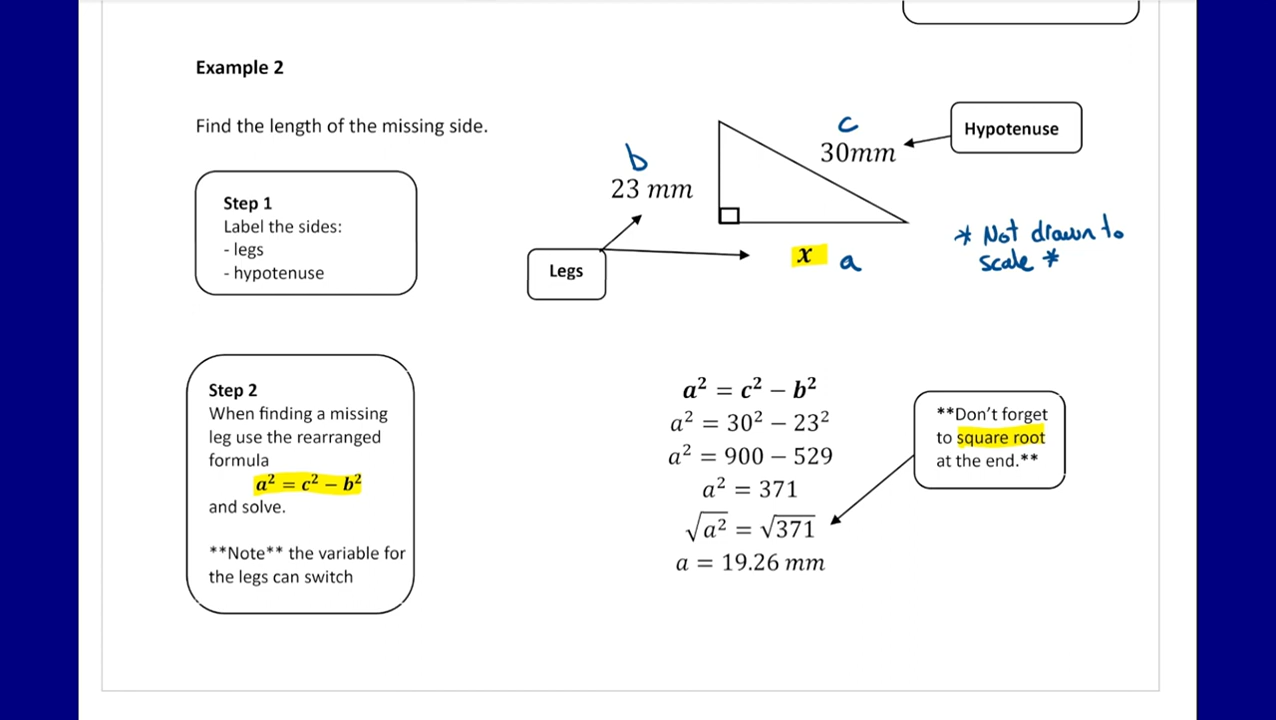 Example 2
Find the length of the missing side.
c
30mm
Hypotenuse
b
23 mm
Step 1
Label the sides:
- legs
- hypotenuse
Legs
x a
* Not drawn to
scale *
Step 2
When finding a missing
leg use the rearranged
formula
a² = c² – b²
and solve.
**Note** the variable for
the legs can switch
a² = c² – b²
a² = 30² – 23²
a² = 900 – 529
a² = 371
√a² = √371
a = 19.26 mm
**Don't forget
to square root
at the end.**